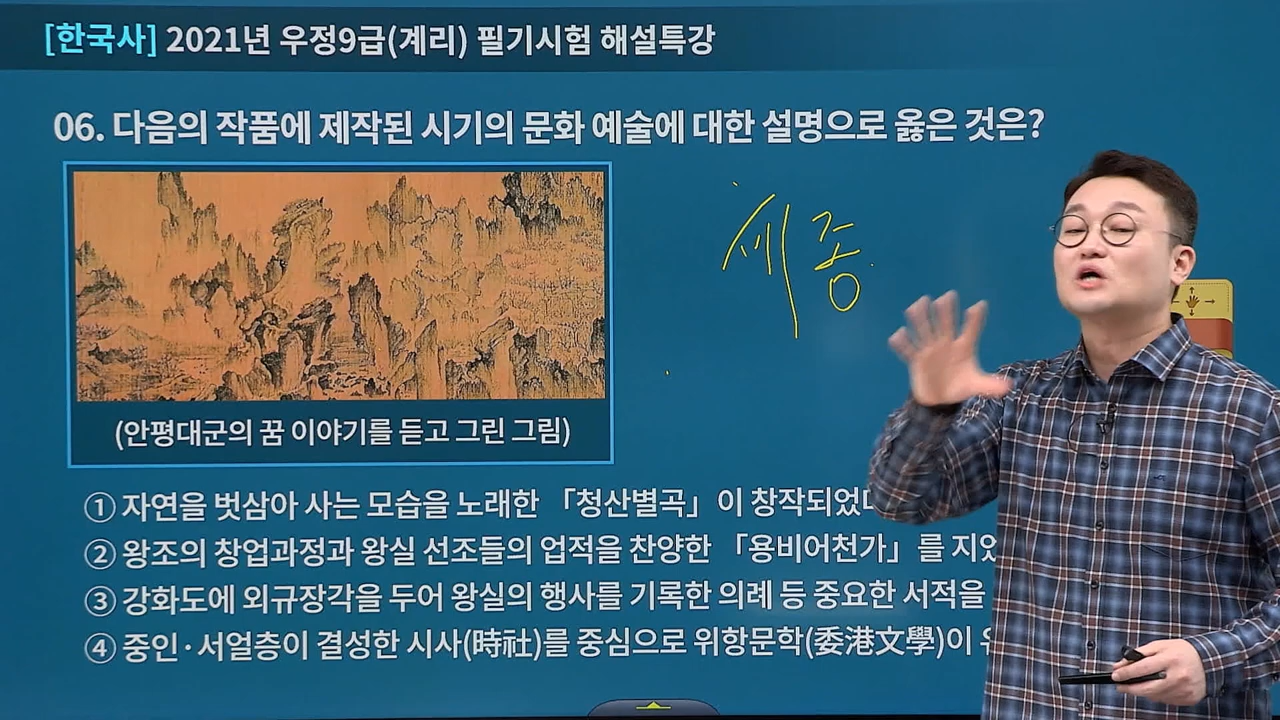 [한국사] 2021년 우정9급(계리) 필기시험 해설특강
06. 다음의 작품에 제작된 시기의 문화 예술에 대한 설명으로 옳은 것은?
세종
(안평대군의 꿈 이야기를 듣고 그린 그림)
① 자연을 벗삼아 사는 모습을 노래한 「청산별곡」이 창작되었
② 왕조의 창업과정과 왕실 선조들의 업적을 찬양한 「용비어천가」를 지었
③ 강화도에 외규장각을 두어 왕실의 행사를 기록한 의례 등 중요한 서적을
④ 중인·서얼층이 결성한 시사(時社)를 중심으로 위항문학(委港文學)이